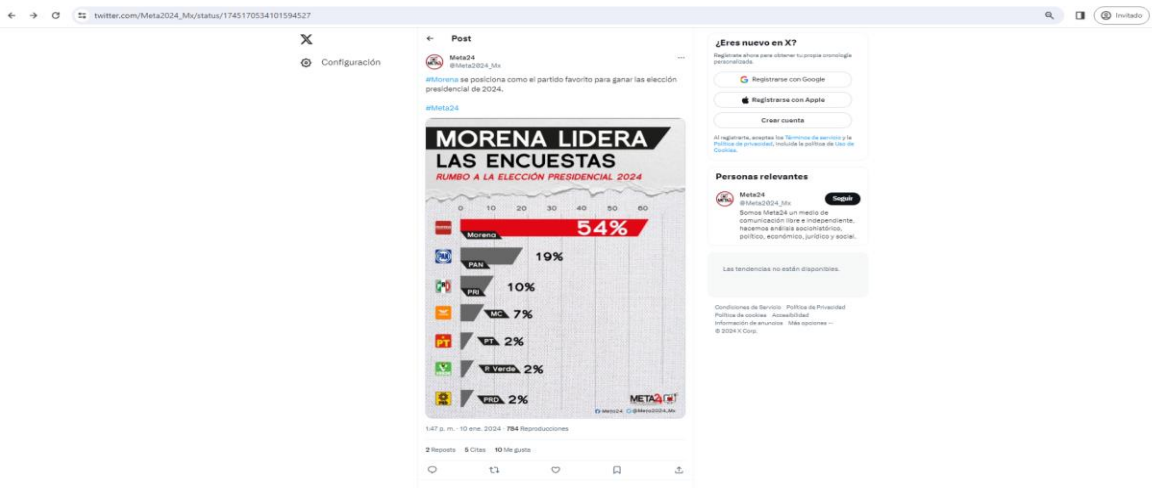 twitter.com/Meta2024_Mx/status/1745170534101594527
Invitado
Configuración
Post
Meta24
@Meta2024_Mx
#Morena se posiciona como el partido favorito para ganar las elección
presidencial de 2024.
#Meta24
MORENA LIDERA
LAS ENCUESTAS
RUMBO A LA ELECCIÓN PRESIDENCIAL 2024
0 10 20 30 40 50 60
Morena 54%
PAN 19%
PRI 10%
MC 7%
PT 2%
P. Verde 2%
PRD 2%
META24
Meta24 @Meta2024_Mx
1:47 p. m. · 10 ene. 2024 · 784 Reproducciones
2 Reposts 5 Citas 10 Me gusta
¿Eres nuevo en X?
Regístrate ahora para obtener tu propia cronología
personalizada.
Registrarse con Google
Registrarse con Apple
Crear cuenta
Al registrarte, aceptas los Términos de servicio y la
Política de privacidad, incluida la política de Uso de
Cookies.
Personas relevantes
Meta24
@Meta2024_Mx
Seguir
Somos Meta24 un medio de
comunicación libre e independiente,
hacemos análisis sociohistórico,
político, económico, jurídico y social.
Las tendencias no están disponibles.
Condiciones de Servicio Política de Privacidad
Política de cookies Accesibilidad
Información de anuncios Más opciones ···
© 2024 X Corp.